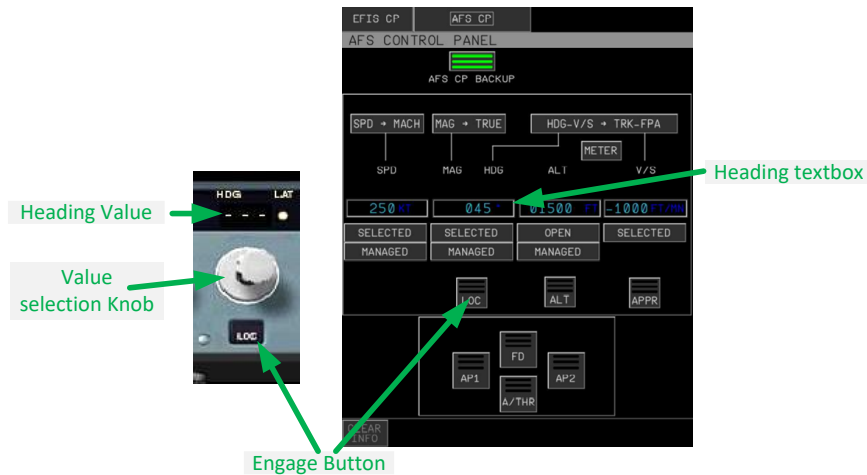 EFIS CP
AFS CP
AFS CONTROL PANEL
AFS CP BACKUP
SPD → MACH
MAG → TRUE
HDG-V/S → TRK-FPA
METER
SPD
MAG
HDG
ALT
V/S
Heading textbox
HDG
LAT
Heading Value
- - -
250 KT
045 °
01500 FT
-1000 FT/MN
SELECTED
SELECTED
OPEN
SELECTED
MANAGED
MANAGED
MANAGED
Value
selection Knob
LOC
LOC
ALT
APPR
FD
AP1
AP2
A/THR
CLEAR
INFO
Engage Button